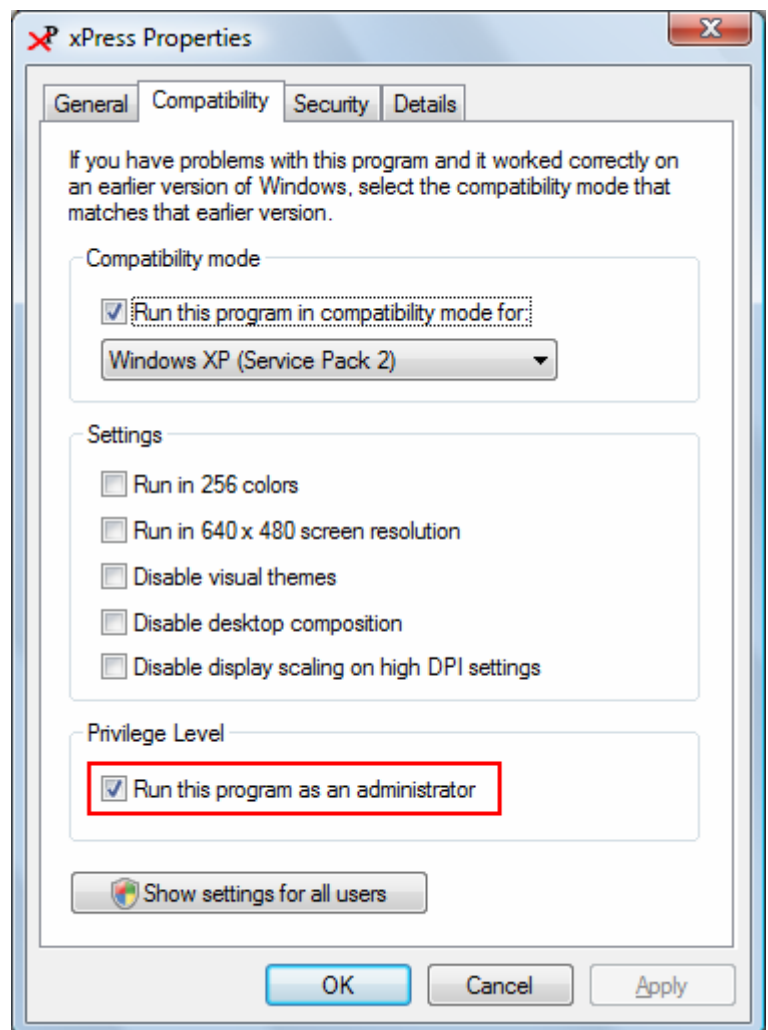 xPress Properties
General Compatibility Security Details
If you have problems with this program and it worked correctly on
an earlier version of Windows, select the compatibility mode that
matches that earlier version.
Compatibility mode
Run this program in compatibility mode for:
Windows XP (Service Pack 2)
Settings
Run in 256 colors
Run in 640 x 480 screen resolution
Disable visual themes
Disable desktop composition
Disable display scaling on high DPI settings
Privilege Level
Run this program as an administrator
Show settings for all users
OK Cancel Apply